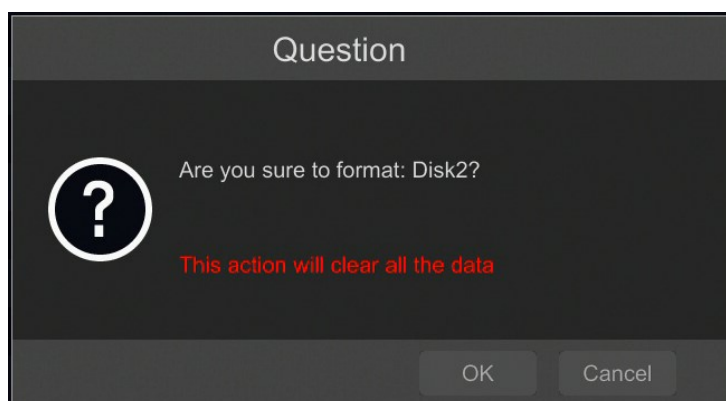 Question
?
Are you sure to format: Disk2?
This action will clear all the data
OK
Cancel